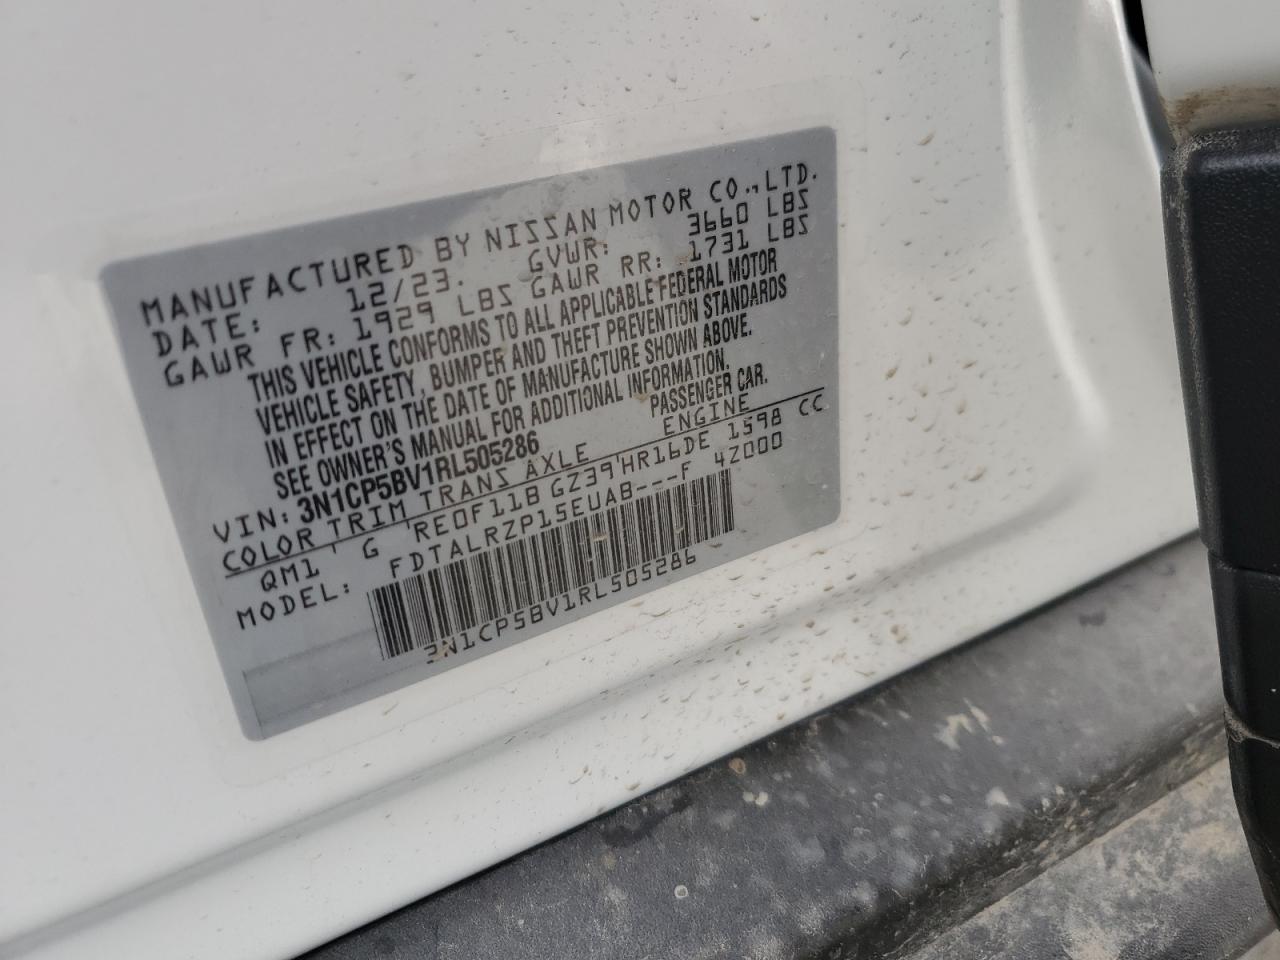 MANUFACTURED BY NISSAN MOTOR CO., LTD.
DATE: 12/23. GVWR: 3660 LBS
GAWR FR: 1929 LBS GAWR RR: 1731 LBS
THIS VEHICLE CONFORMS TO ALL APPLICABLE FEDERAL MOTOR
VEHICLE SAFETY, BUMPER AND THEFT PREVENTION STANDARDS
IN EFFECT ON THE DATE OF MANUFACTURE SHOWN ABOVE.
SEE OWNER'S MANUAL FOR ADDITIONAL INFORMATION.
VIN: 3N1CP5BV1RL505286 PASSENGER CAR.
COLOR TRIM TRANS AXLE ENGINE
QM1 ' G ' RE0F11B GZ39'HR16DE 1598 CC
MODEL: FDTALRZP15EUAB---F 4Z000
3N1CP5BV1RL505286